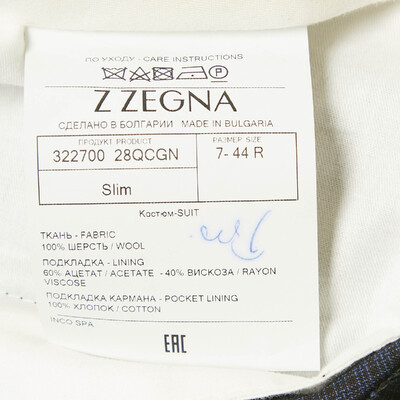 ПО УХОДУ - CARE INSTRUCTIONS
Z ZEGNA
СДЕЛАНО В БОЛГАРИИ MADE IN BULGARIA
ПРОДУКТ PRODUCT
РАЗМЕР SIZE
322700 28QCGN
7- 44 R
Slim
Костюм-SUIT
ТКАНЬ - FABRIC
100% ШЕРСТЬ / WOOL
ПОДКЛАДКА - LINING
60% АЦЕТАТ / ACETATE - 40% ВИСКОЗА / RAYON
VISCOSE
ПОДКЛАДКА КАРМАНА - POCKET LINING
100% ХЛОПОК / COTTON
INCO SPA
EAC